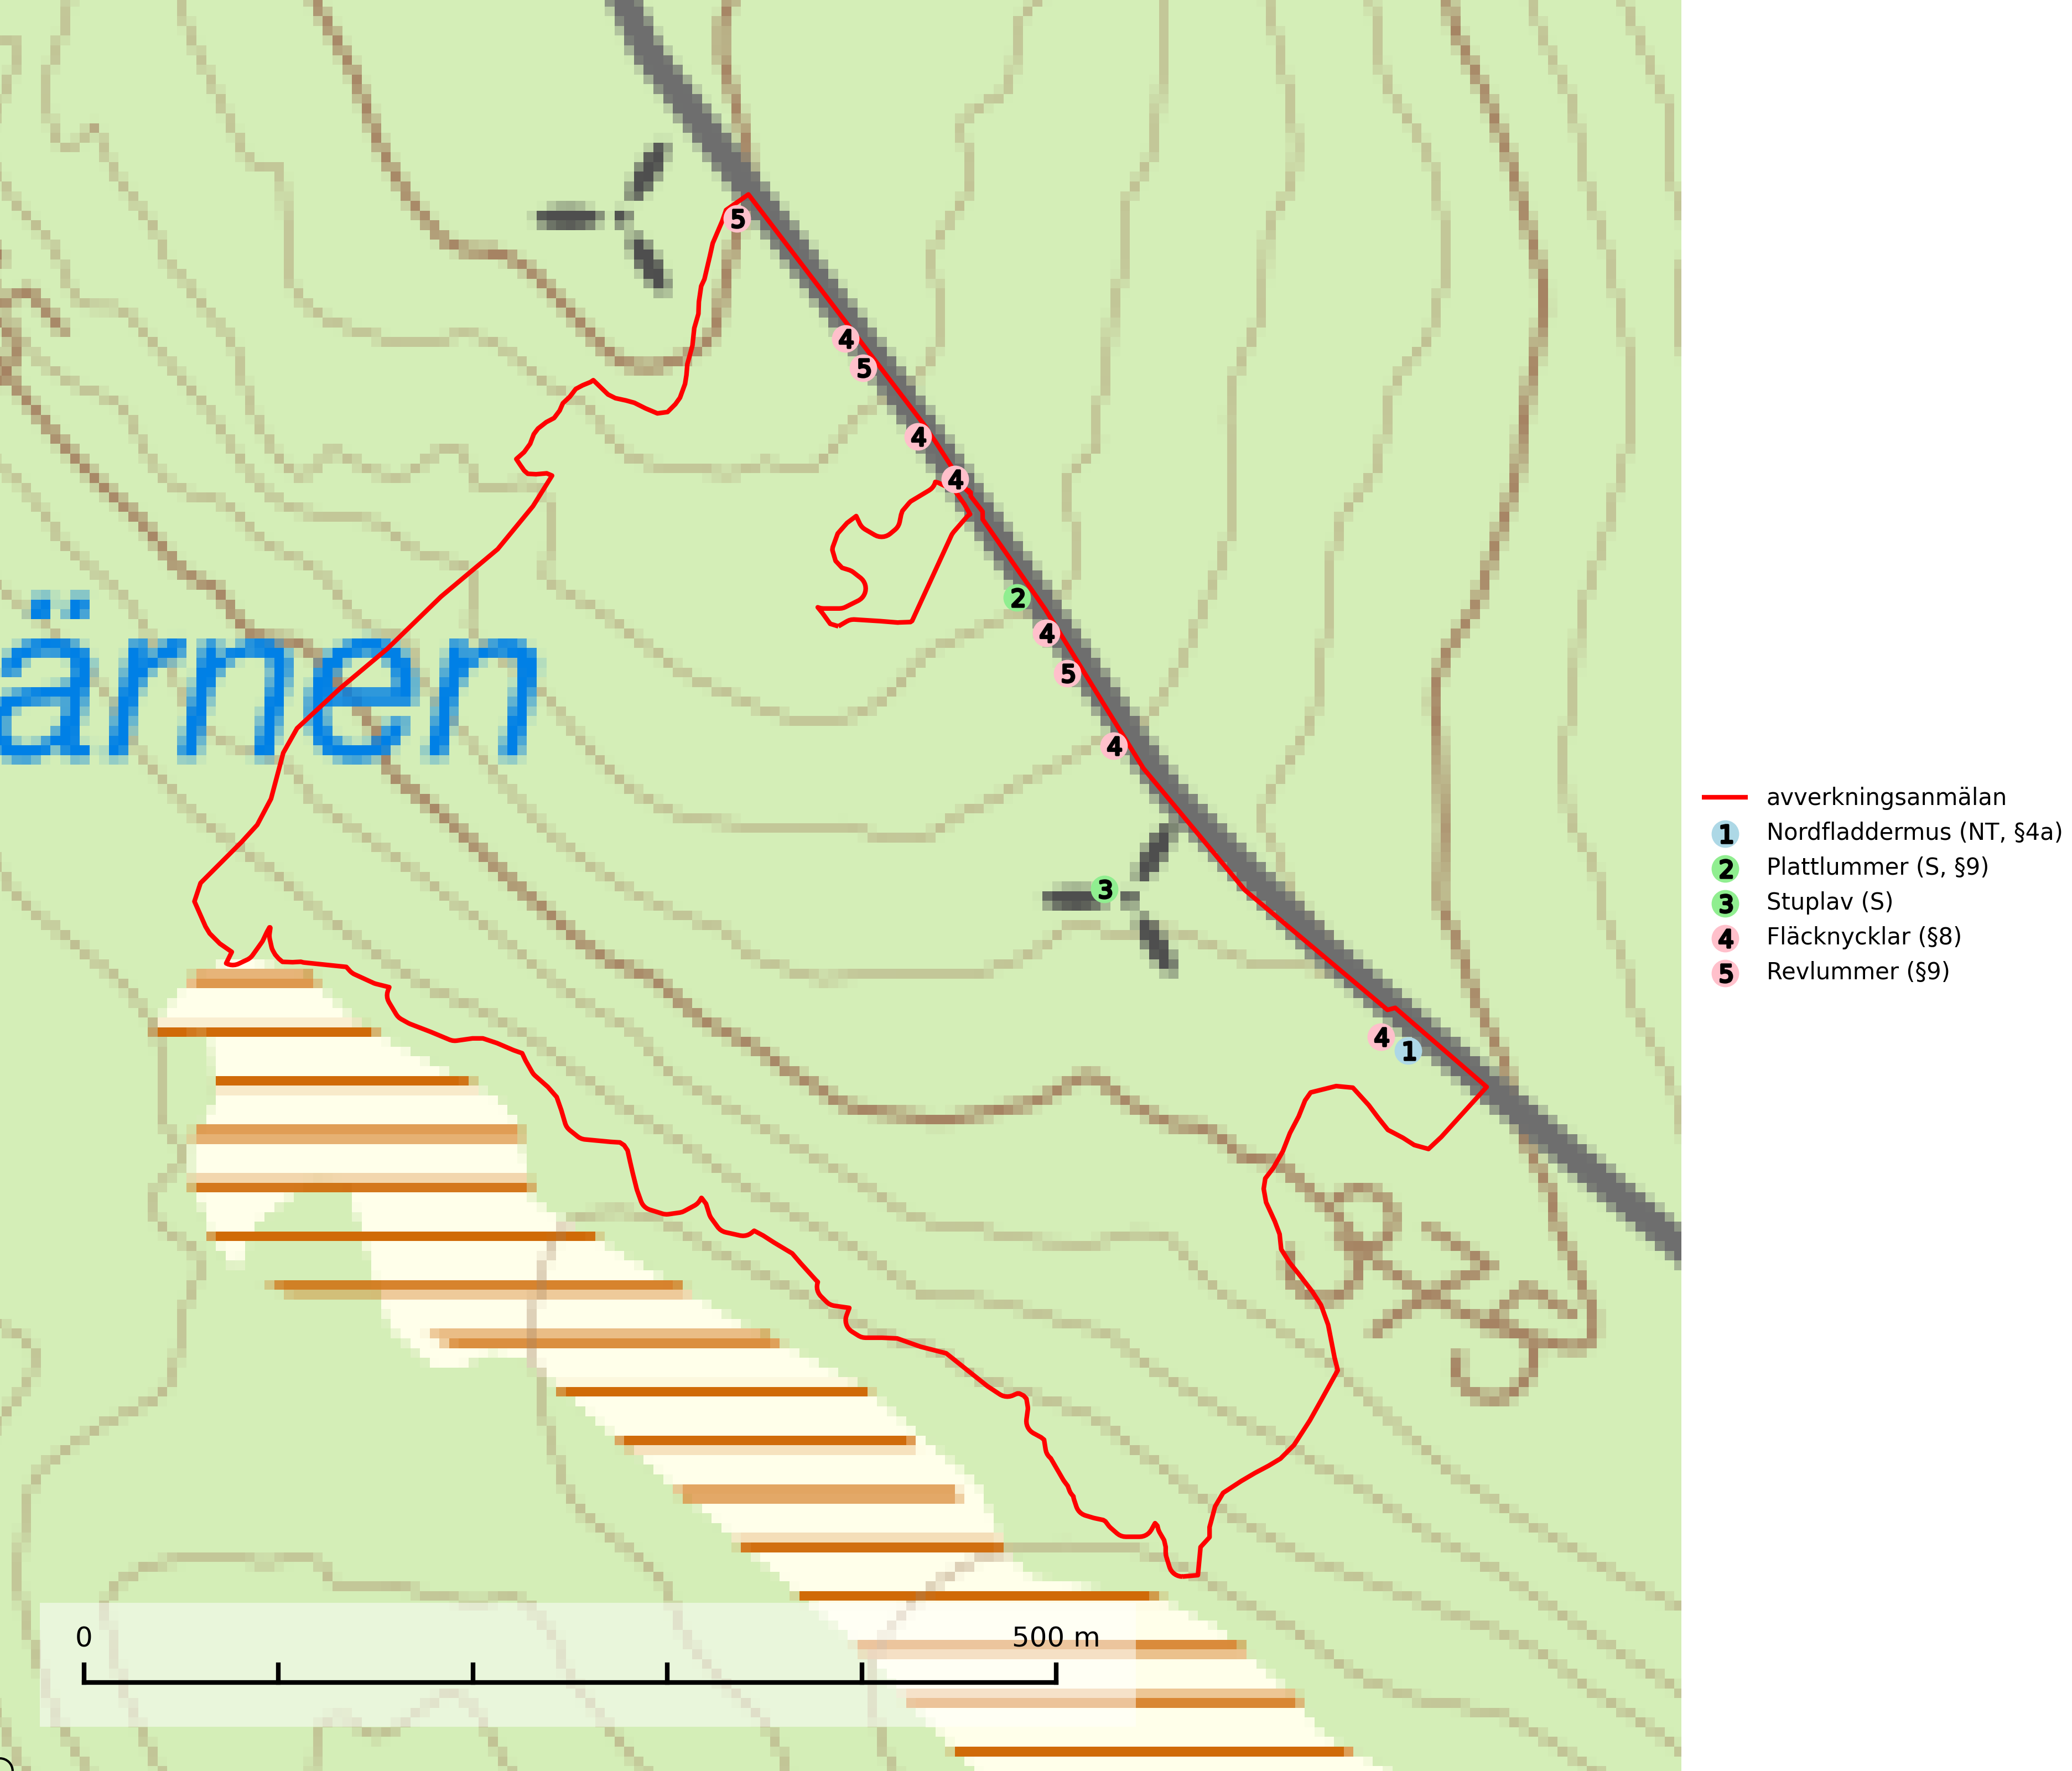 5
4
5
4
4
2
4
5
ärnen
4
3
4
1
0 500 m
avverkningsanmälan
1 Nordfladdermus (NT, §4a)
2 Plattlummer (S, §9)
3 Stuplav (S)
4 Fläcknycklar (§8)
5 Revlummer (§9)